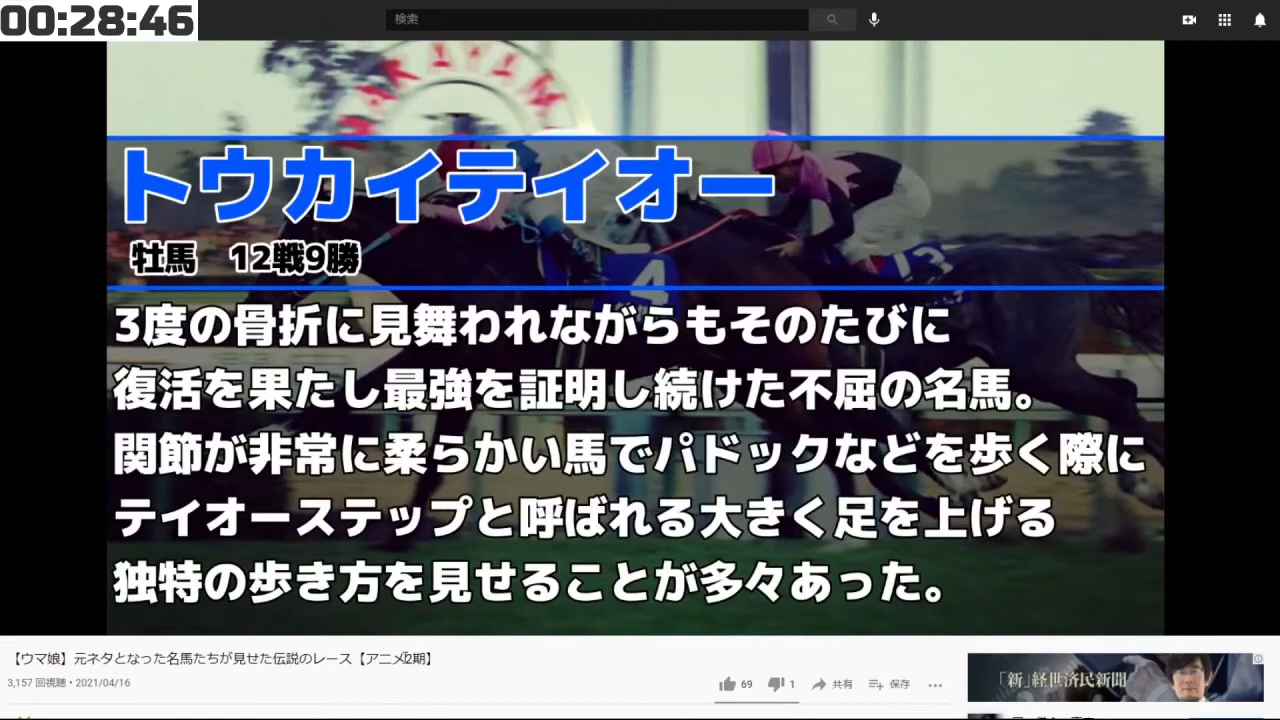 00:28:46
検索
トウカイテイオー
牡馬　12戦9勝
4
13
3度の骨折に見舞われながらもそのたびに
復活を果たし最強を証明し続けた不屈の名馬。
関節が非常に柔らかい馬でパドックなどを歩く際に
テイオーステップと呼ばれる大きく足を上げる
独特の歩き方を見せることが多々あった。
【ウマ娘】元ネタとなった名馬たちが見せた伝説のレース【アニメ2期】
3,157 回視聴・2021/04/16
69
1
共有
保存
「新」経世済民新聞